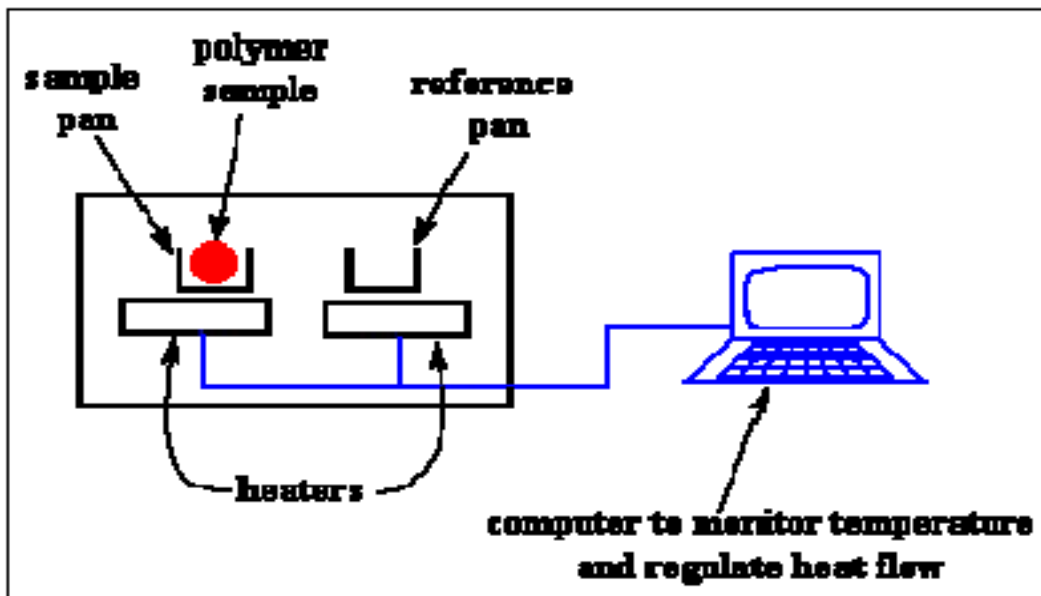 sample
pan
polymer
sample
reference
pan
heaters
computer to monitor temperature
and regulate heat flow